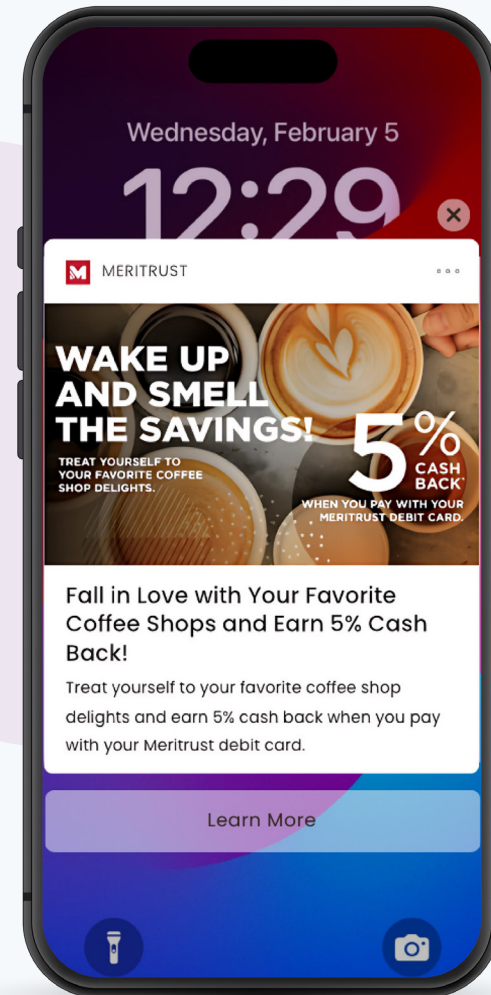 Wednesday, February 5
12:29
MERITRUST
WAKE UP
AND SMELL
THE SAVINGS!
TREAT YOURSELF TO
YOUR FAVORITE COFFEE
SHOP DELIGHTS.
5%
CASH
BACK*
WHEN YOU PAY WITH YOUR
MERITRUST DEBIT CARD.
Fall in Love with Your Favorite
Coffee Shops and Earn 5% Cash
Back!
Treat yourself to your favorite coffee shop
delights and earn 5% cash back when you pay
with your Meritrust debit card.
Learn More